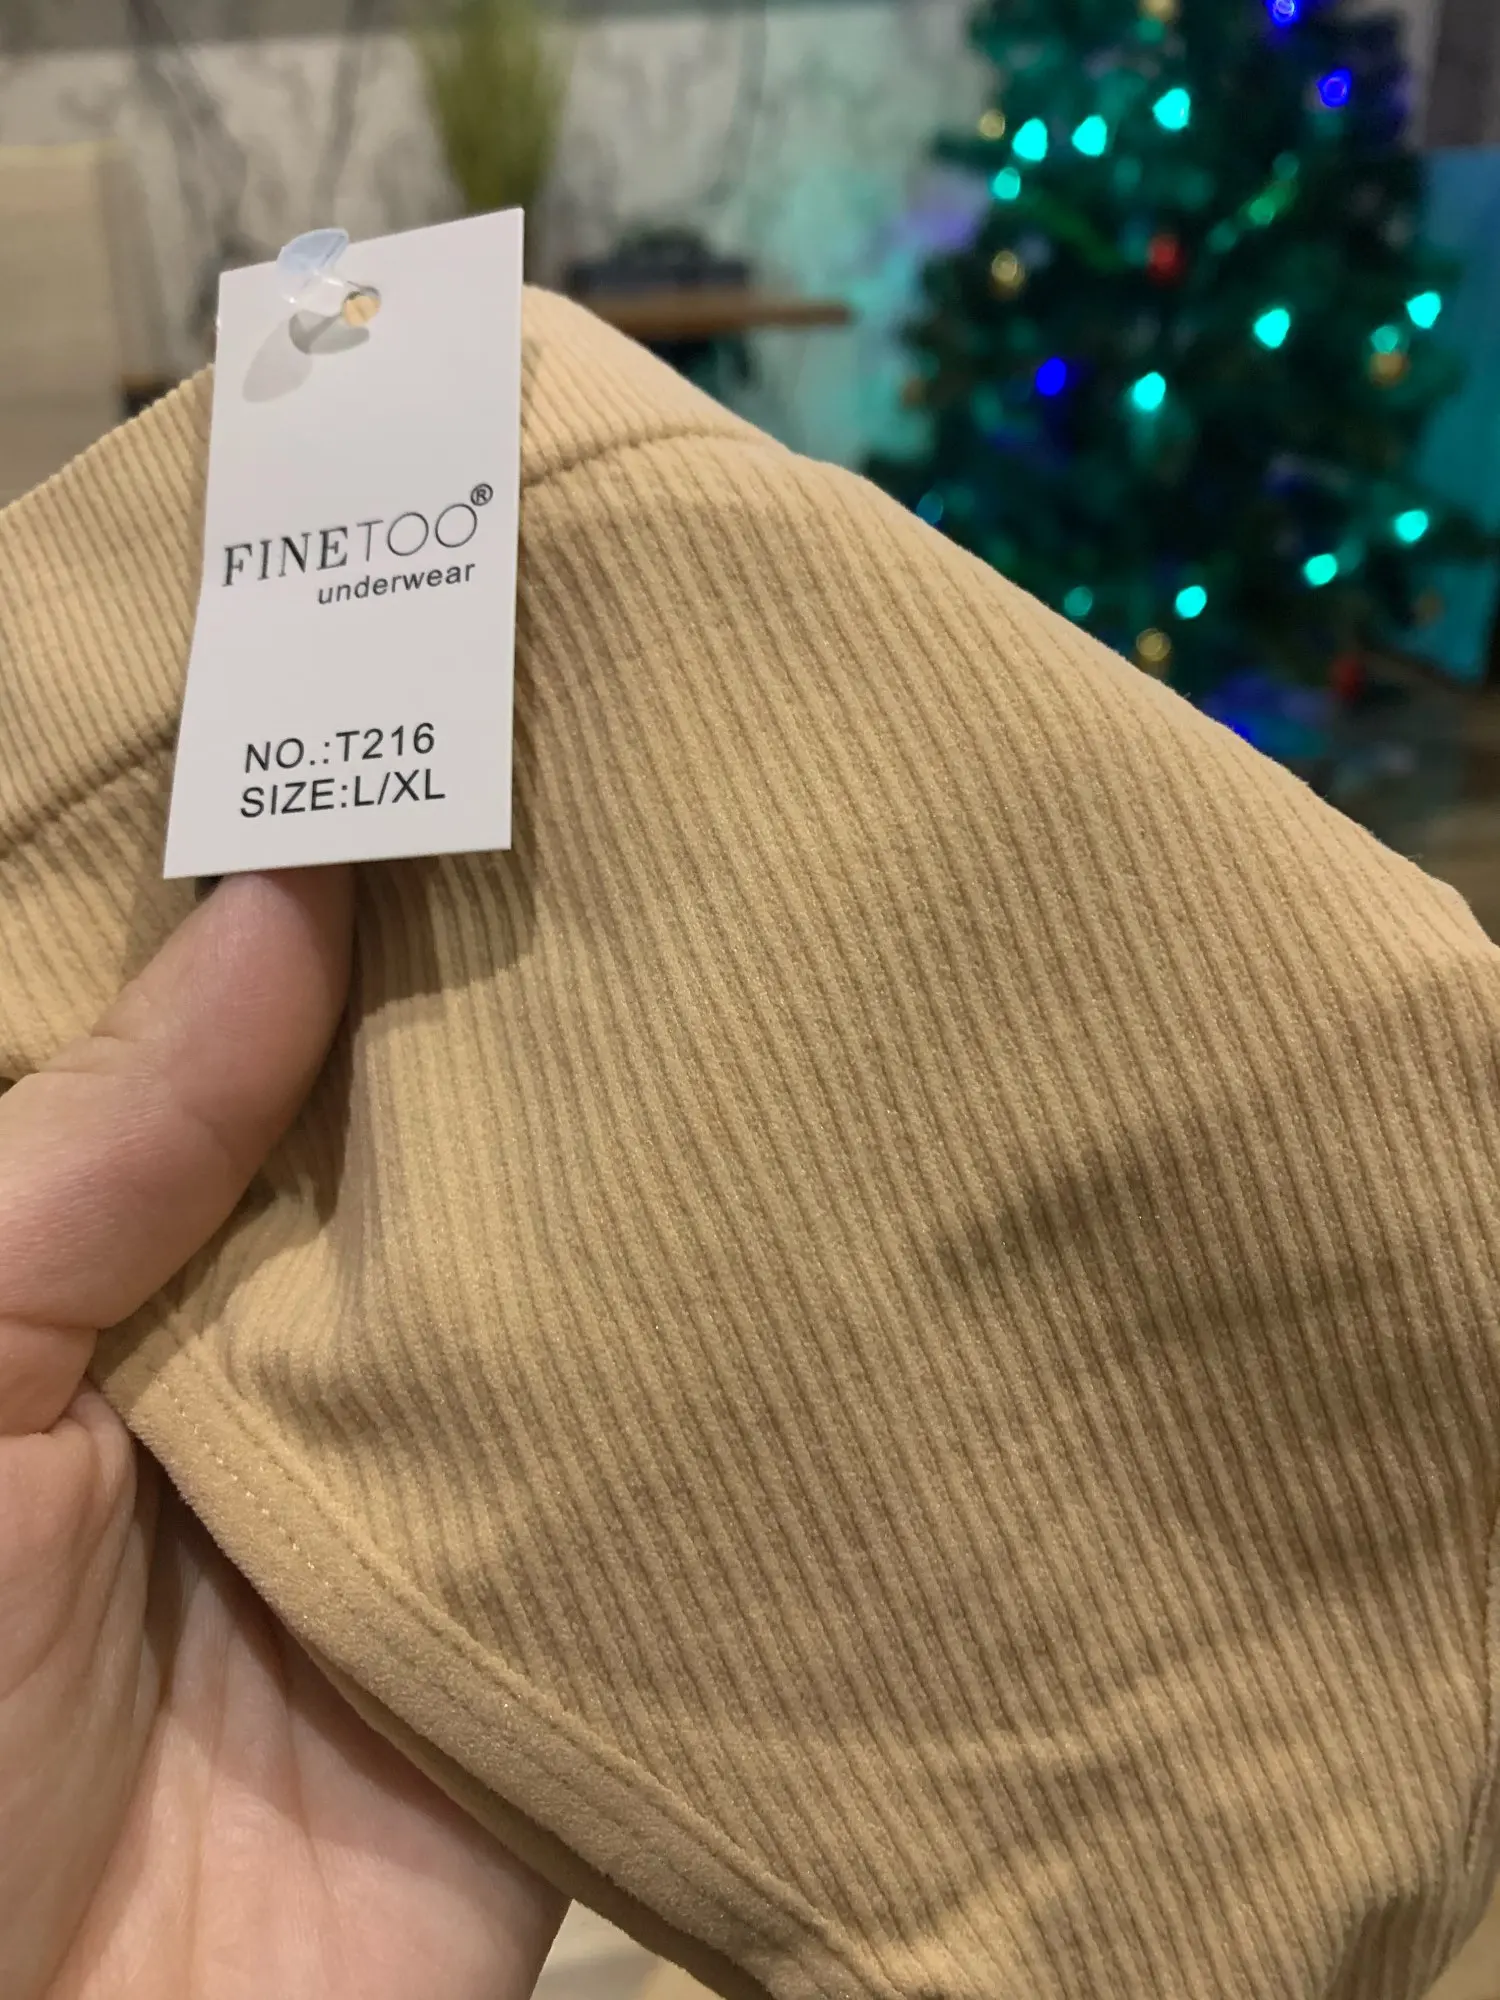 FINETOO®
underwear
NO.:T216
SIZE:L/XL